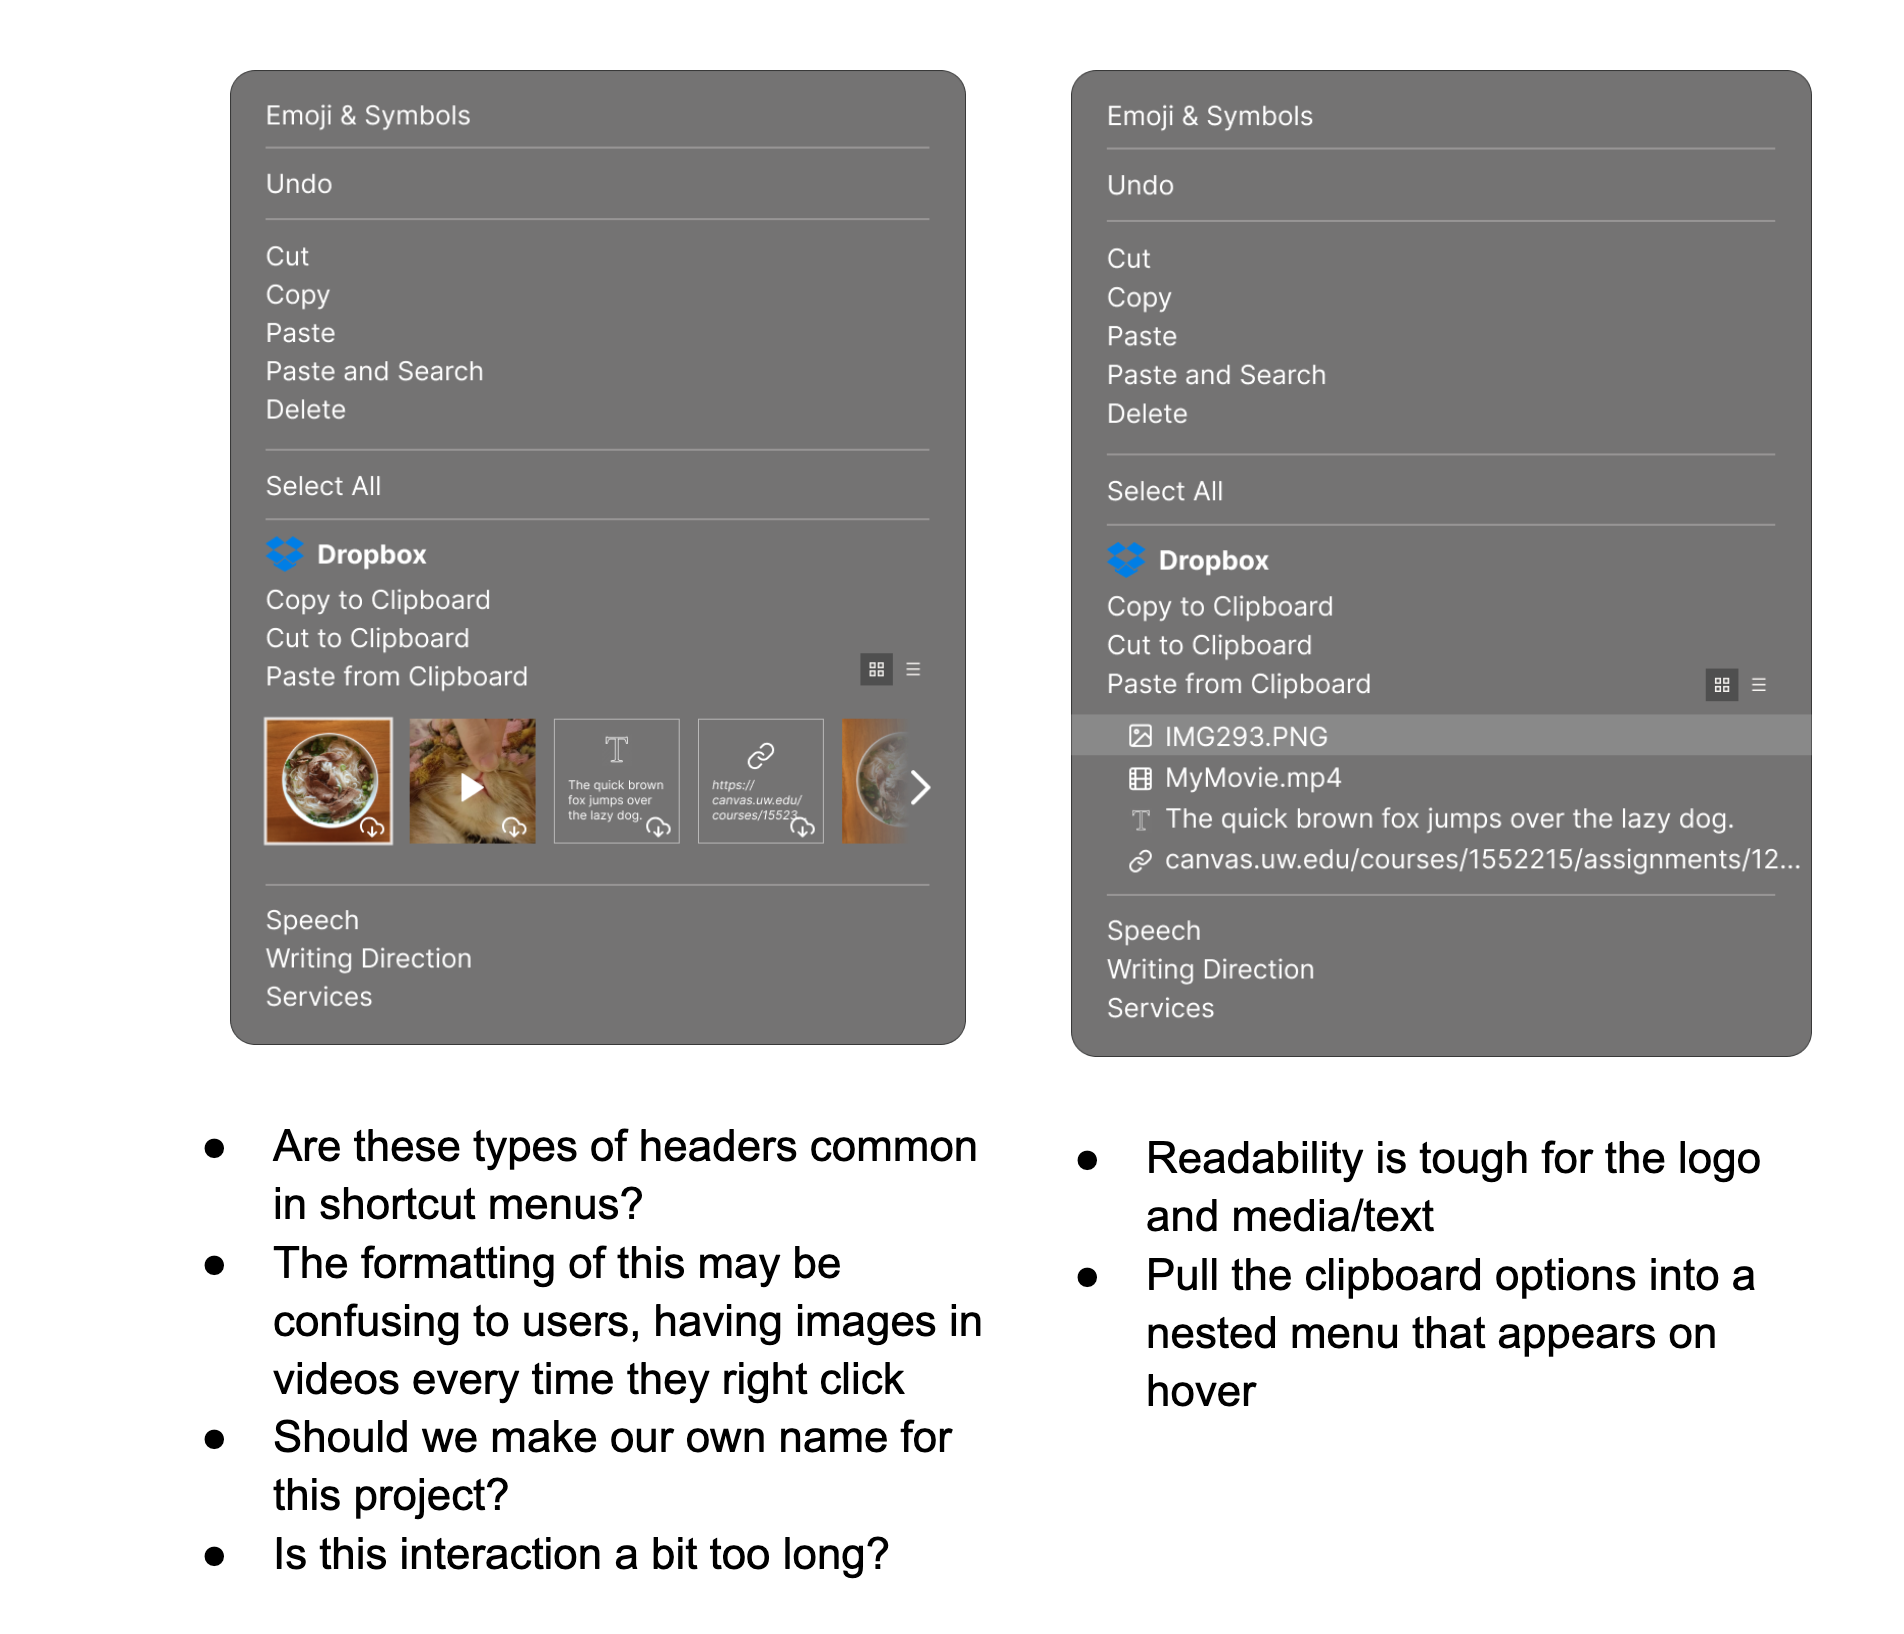 Emoji & Symbols
Undo
Cut
Copy
Paste
Paste and Search
Delete
Select All
Dropbox
Copy to Clipboard
Cut to Clipboard
Paste from Clipboard
The quick brown
fox jumps over
the lazy dog.
https://
canvas.uw.edu/
courses/15523
Speech
Writing Direction
Services
Are these types of headers common
in shortcut menus?
The formatting of this may be
confusing to users, having images in
videos every time they right click
Should we make our own name for
this project?
Is this interaction a bit too long?
Emoji & Symbols
Undo
Cut
Copy
Paste
Paste and Search
Delete
Select All
Dropbox
Copy to Clipboard
Cut to Clipboard
Paste from Clipboard
IMG293.PNG
MyMovie.mp4
The quick brown fox jumps over the lazy dog.
canvas.uw.edu/courses/1552215/assignments/12...
Speech
Writing Direction
Services
Readability is tough for the logo
and media/text
Pull the clipboard options into a
nested menu that appears on
hover